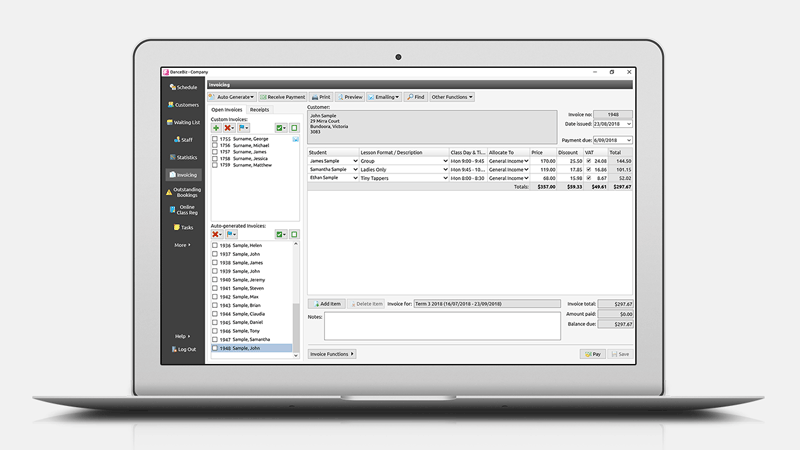 DanceBiz - Company
Schedule
Customers
Waiting List
Staff
Statistics
Invoicing
Outstanding
Bookings
Online
Class Reg
Tasks
More
Help
Log Out
Invoicing
Auto Generate
Receive Payment
Print
Preview
Emailing
Find
Other Functions
Open Invoices Receipts
Custom Invoices:
1755 Surname, George
1756 Surname, Michael
1757 Surname, James
1758 Surname, Jessica
1759 Surname, Matthew
Auto-generated Invoices:
1936 Sample, Helen
1937 Sample, John
1938 Sample, James
1939 Sample, John
1940 Sample, Jeremy
1941 Sample, Steven
1942 Sample, Max
1943 Sample, Brian
1944 Sample, Claudia
1945 Sample, Daniel
1946 Sample, Tony
1947 Sample, Samantha
1948 Sample, John
Customer:
John Sample
29 Mirra Court
Bundoora, Victoria
3083
Invoice no: 1948
Date issued: 23/08/2018
Payment due: 6/09/2018
Student Lesson Format / Description Class Day & Ti... Allocate To Price Discount VAT Total
James Sample Group Mon 9:00 - 9:45 General Income 170.00 25.50 24.08 144.50
Samantha Sample Ladies Only Mon 9:45 - 10... General Income 119.00 17.85 16.86 101.15
Ethan Sample Tiny Tappers Mon 8:00 - 8:30 General Income 68.00 15.98 8.67 52.02
Totals: $357.00 $59.33 $49.61 $297.67
Add Item
Delete Item
Invoice for: Term 3 2018 (16/07/2018 - 23/09/2018)
Invoice total: $297.67
Amount paid: $0.00
Balance due: $297.67
Notes:
Invoice Functions
Pay
Save